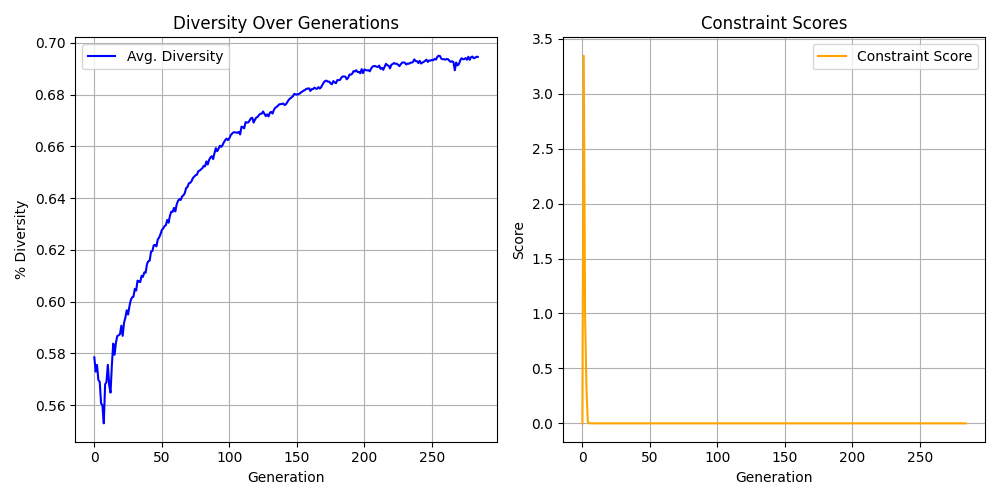 Diversity Over Generations
Avg. Diversity
% Diversity
0.70
0.68
0.66
0.64
0.62
0.60
0.58
0.56
0 50 100 150 200 250
Generation
Constraint Scores
Constraint Score
Score
3.5
3.0
2.5
2.0
1.5
1.0
0.5
0.0
0 50 100 150 200 250
Generation